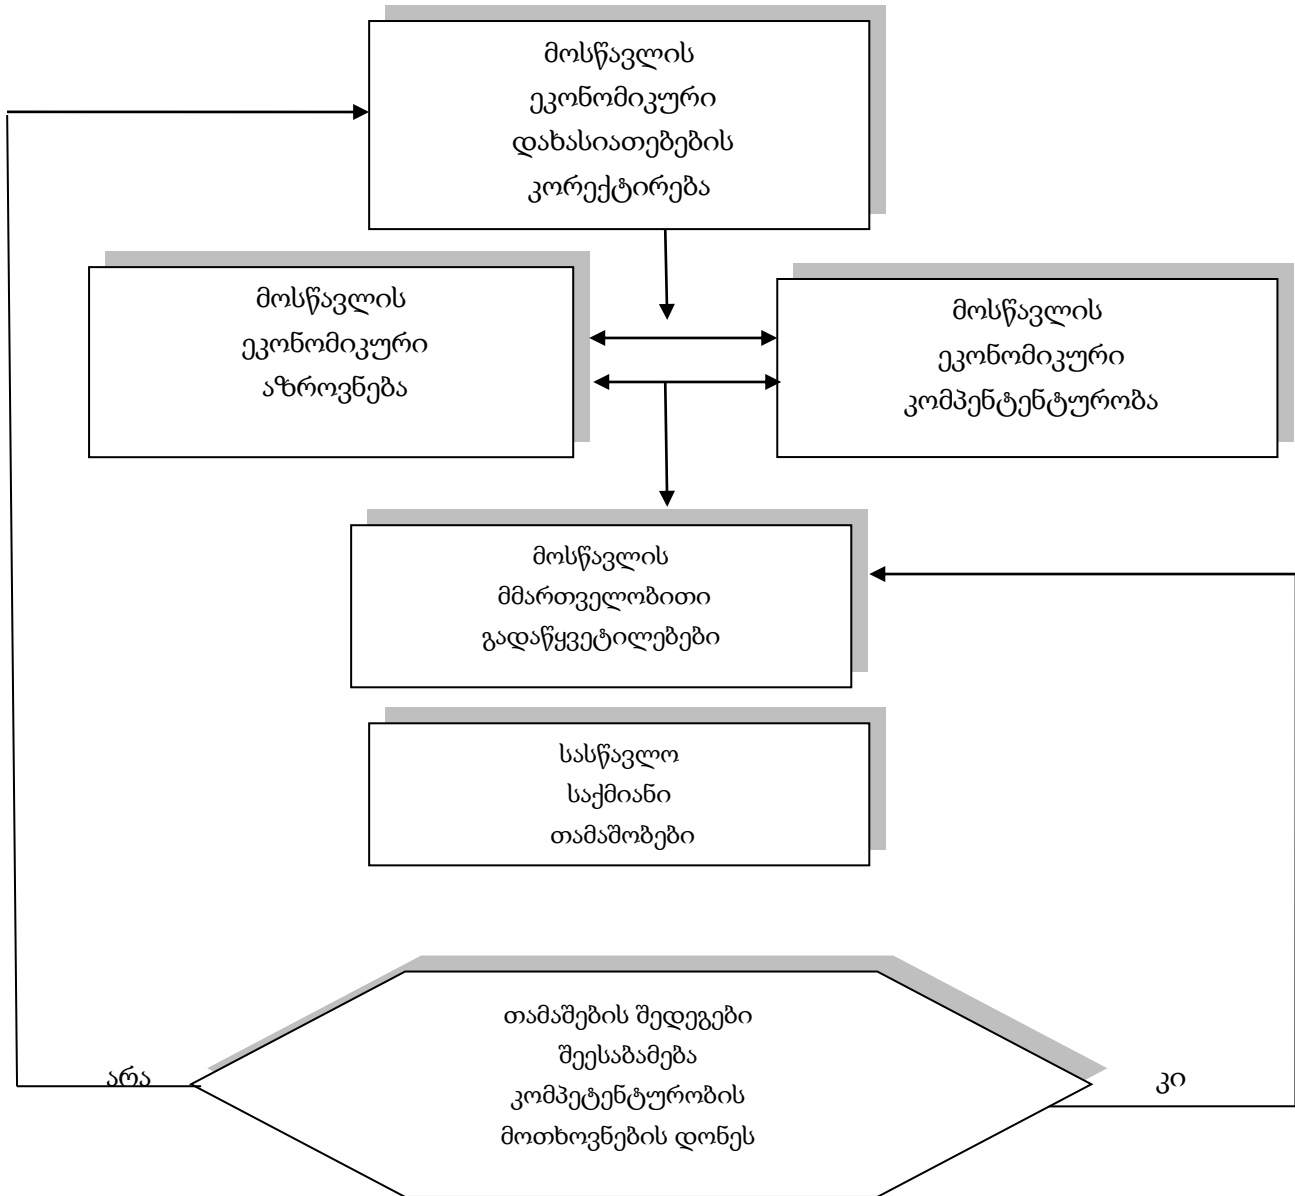 მოსწავლის
ეკონომიკური
დახასიათებების
კორექტირება
მოსწავლის
ეკონომიკური
აზროვნება
მოსწავლის
ეკონომიკური
კომპენტენტურობა
მოსწავლის
მმართველობითი
გადაწყვეტილებები
სასწავლო
საქმიანი
თამაშობები
თამაშების შედეგები
შეესაბამება
კომპეტენტურობის
მოთხოვნების დონეს
არა
კი